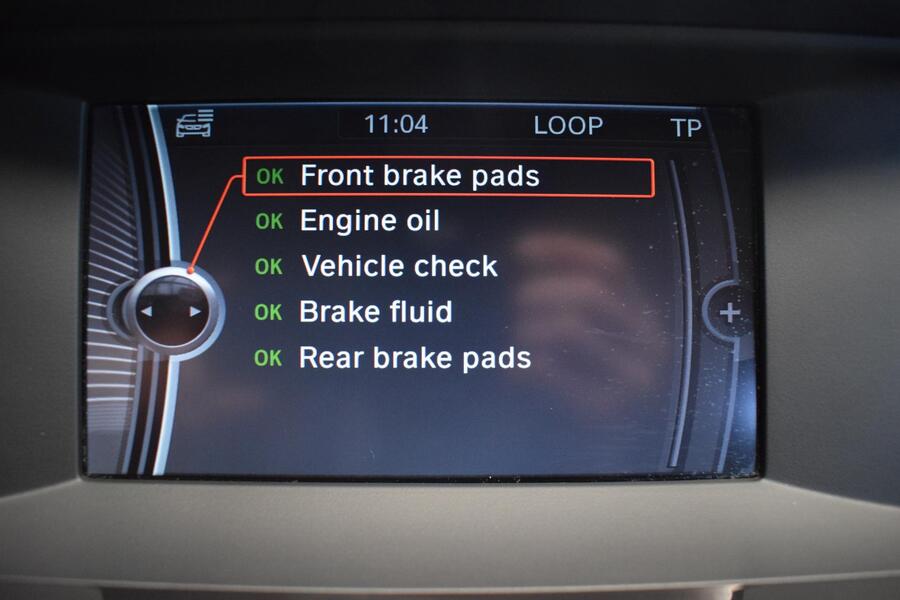 11:04 LOOP TP
OK Front brake pads
OK Engine oil
OK Vehicle check
OK Brake fluid
OK Rear brake pads
+